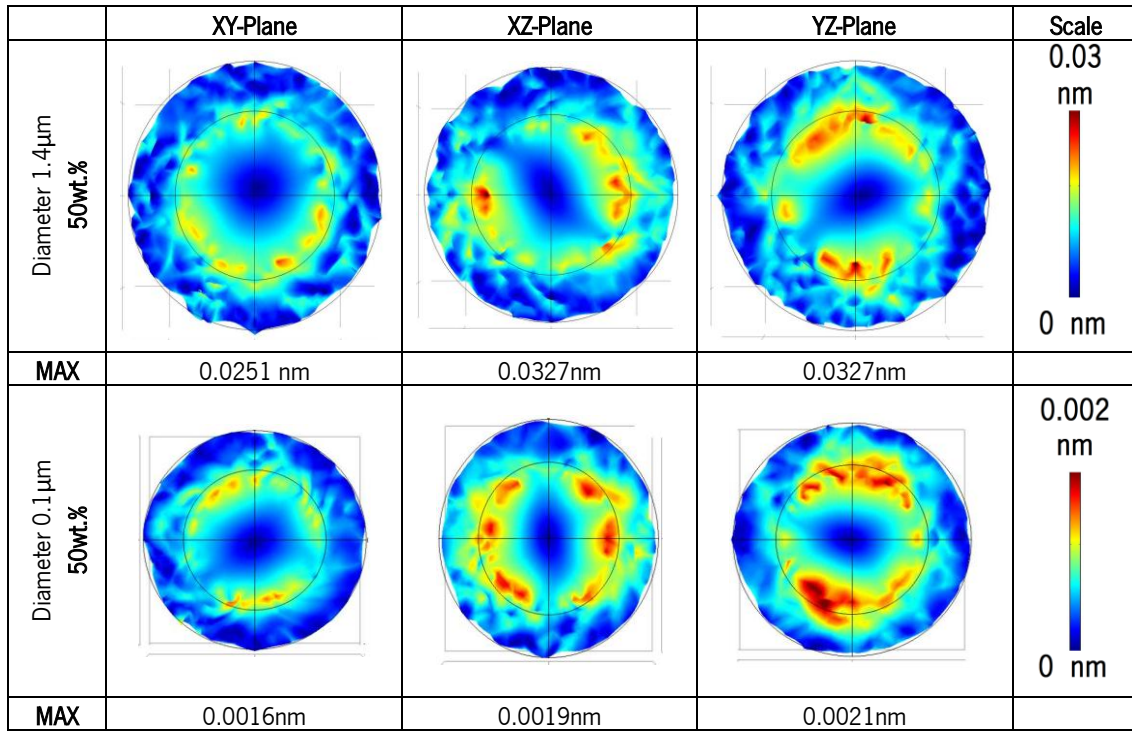 XY-Plane XZ-Plane YZ-Plane Scale
Diameter 1.4µm
50wt.%
0.03
nm
0 nm
MAX 0.0251 nm 0.0327nm 0.0327nm
Diameter 0.1µm
50wt.%
0.002
nm
0 nm
MAX 0.0016nm 0.0019nm 0.0021nm